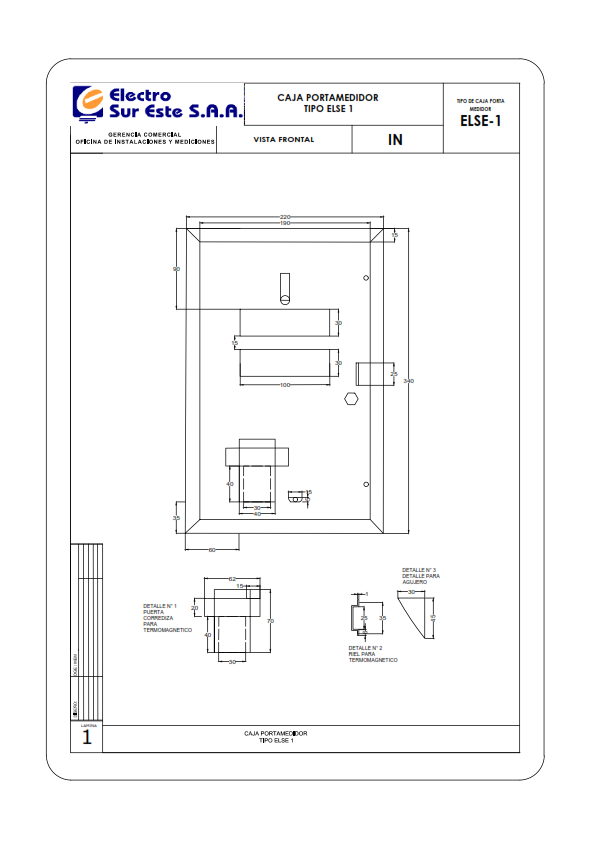 Electro
Sur Este S.A.A.
GERENCIA COMERCIAL
OFICINA DE INSTALACIONES Y MEDICIONES
CAJA PORTAMEDIDOR
TIPO ELSE 1
VISTA FRONTAL
IN
TIPO DE CAJA PORTA
MEDIDOR
ELSE-1
220
190
15
90
30
15
30
25
100
340
40
15
30
40
35
60
62
15
20
70
40
30
DETALLE N° 1
PUERTA
CORREDIZA
PARA
TERMOMAGNETICO
1
25
35
DETALLE N° 2
RIEL PARA
TERMOMAGNETICO
DETALLE N° 3
DETALLE PARA
AGUJERO
30
45
LAMINA
1
CAJA PORTAMEDIDOR
TIPO ELSE 1